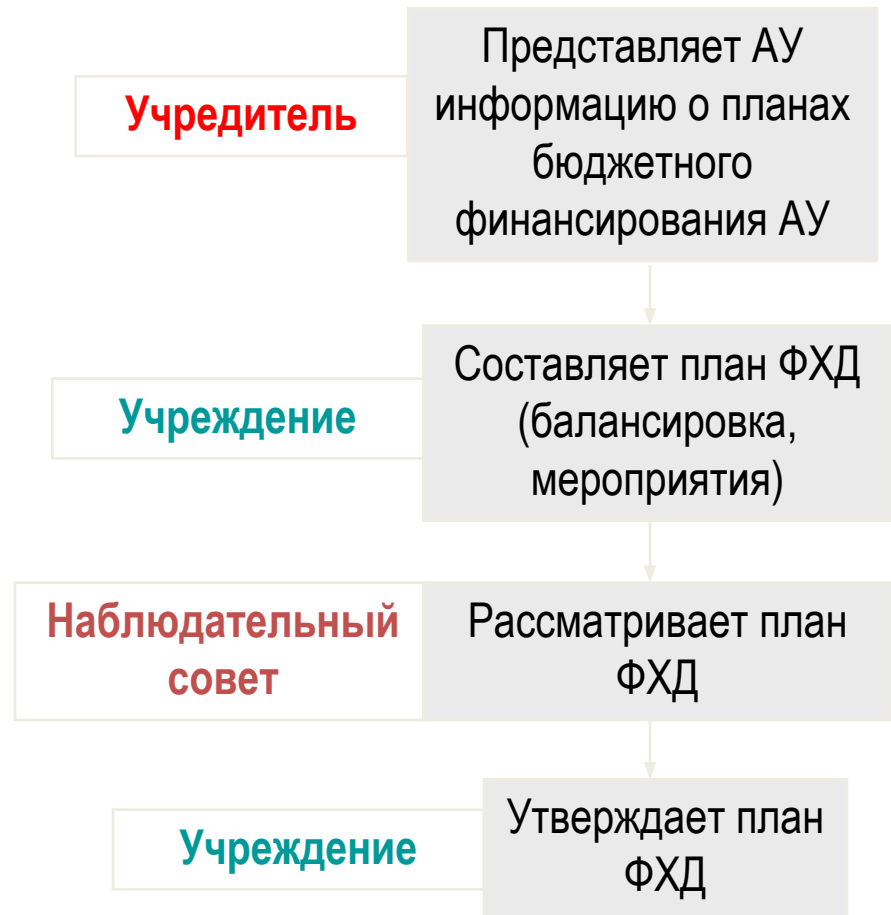 Учредитель
Представляет АУ
информацию о планах
бюджетного
финансирования АУ
Учреждение
Составляет план ФХД
(балансировка,
мероприятия)
Наблюдательный
совет
Рассматривает план
ФХД
Учреждение
Утверждает план
ФХД